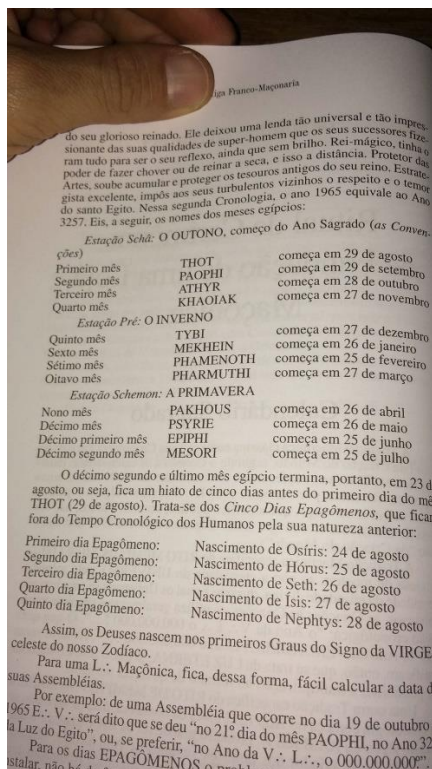 iga Franco-Maçonaria
do seu glorioso reinado. Ele deixou uma lenda tão universal e tão impres-
sionante das suas qualidades de super-homem que os seus sucessores fize-
ram tudo para ser o seu reflexo, ainda que sem brilho. Rei-mágico, tinha o
poder de fazer chover ou de reinar a seca, e isso a distância. Protetor das
Artes, soube acumular e proteger os tesouros antigos do seu reino. Estrate-
gista excelente, impôs aos seus turbulentos vizinhos o respeito e o temor
do santo Egito. Nessa segunda Cronologia, o ano 1965 equivale ao Ano
3257. Eis, a seguir, os nomes dos meses egípcios:
Estação Schâ: O OUTONO, começo do Ano Sagrado (as Conven-
ções)
Primeiro mês THOT começa em 29 de agosto
Segundo mês PAOPHI começa em 29 de setembro
Terceiro mês ATHYR começa em 28 de outubro
Quarto mês KHAOIAK começa em 27 de novembro
Estação Pré: O INVERNO
Quinto mês TYBI começa em 27 de dezembro
Sexto mês MEKHEIN começa em 26 de janeiro
Sétimo mês PHAMENOTH começa em 25 de fevereiro
Oitavo mês PHARMUTHI começa em 27 de março
Estação Schemon: A PRIMAVERA
Nono mês PAKHOUS começa em 26 de abril
Décimo mês PSYRIE começa em 26 de maio
Décimo primeiro mês EPIPHI começa em 25 de junho
Décimo segundo mês MESORI começa em 25 de julho
O décimo segundo e último mês egípcio termina, portanto, em 23 d
agosto, ou seja, fica um hiato de cinco dias antes do primeiro dia do mê
THOT (29 de agosto). Trata-se dos Cinco Dias Epagômenos, que ficar
fora do Tempo Cronológico dos Humanos pela sua natureza anterior:
Primeiro dia Epagômeno: Nascimento de Osíris: 24 de agosto
Segundo dia Epagômeno: Nascimento de Hórus: 25 de agosto
Terceiro dia Epagômeno: Nascimento de Seth: 26 de agosto
Quarto dia Epagômeno: Nascimento de Ísis: 27 de agosto
Quinto dia Epagômeno: Nascimento de Nephtys: 28 de agosto
Assim, os Deuses nascem nos primeiros Graus do Signo da VIRGE
celeste do nosso Zodíaco.
Para uma L∴ Maçônica, fica, dessa forma, fácil calcular a data d
suas Assembléias.
Por exemplo: de uma Assembléia que ocorre no dia 19 de outubro
1965 E∴ V∴ será dito que se deu "no 21º dia do mês PAOPHI, no Ano 32
la Luz do Egito", ou, se preferir, "no Ano da V∴ L∴, o 000.000.000º".
Para os dias EPAGÔMENOS o
instalar, não